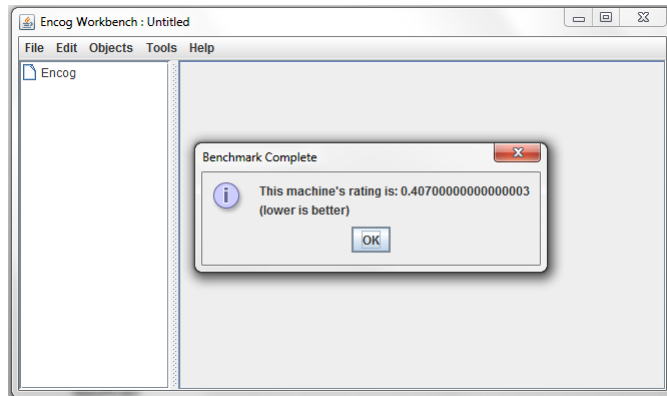 Encog Workbench : Untitled
File Edit Objects Tools Help
Encog
Benchmark Complete
This machine's rating is: 0.40700000000000003
(lower is better)
OK